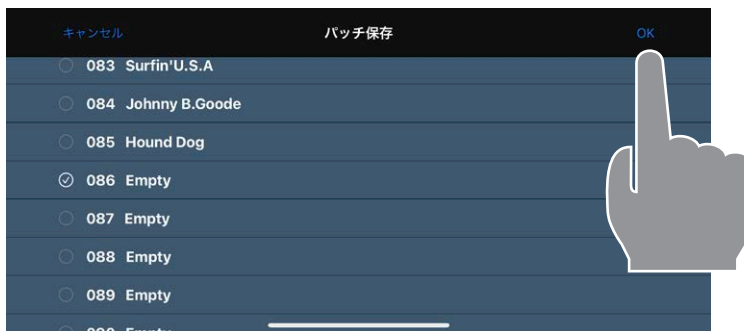 キャンセル パッチ保存 OK
083 Surfin'U.S.A
084 Johnny B.Goode
085 Hound Dog
086 Empty
087 Empty
088 Empty
089 Empty